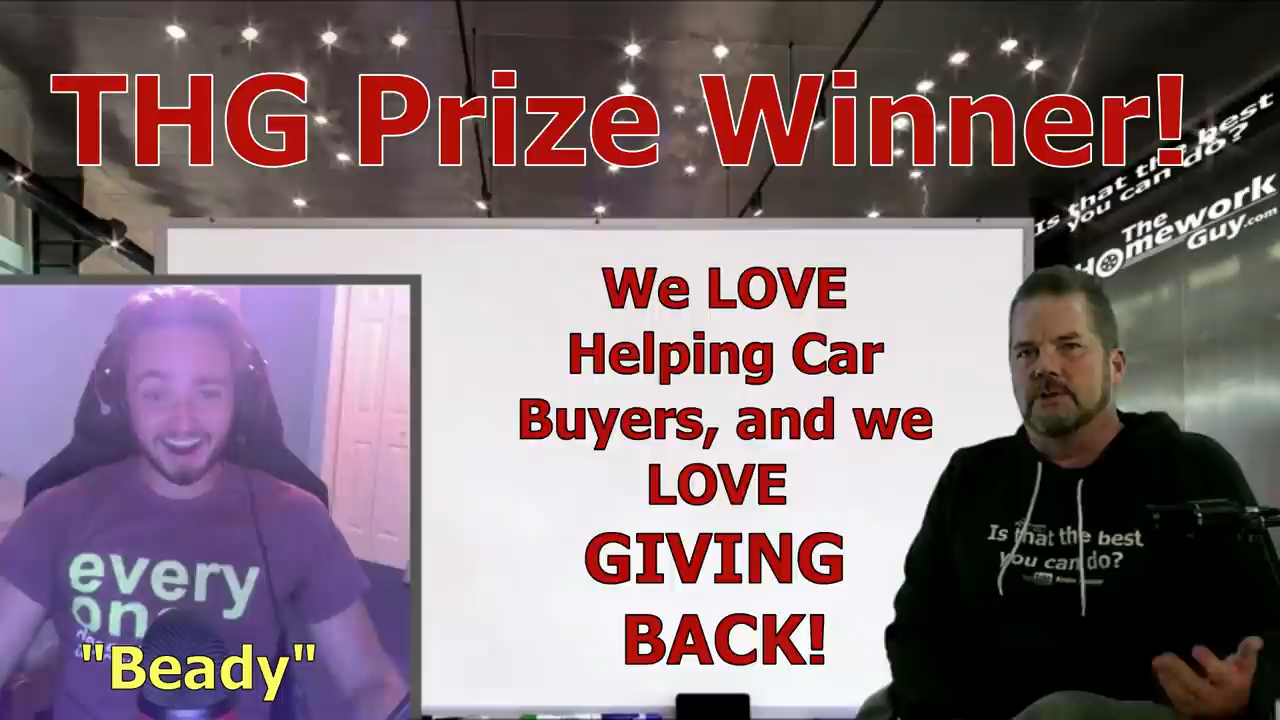 THG Prize Winner!
Is that the best
you can do?
The
Homework
Guy.com
We LOVE
Helping Car
Buyers, and we
LOVE
GIVING
BACK!
every
one
"Beady"
Is that the best
you can do?